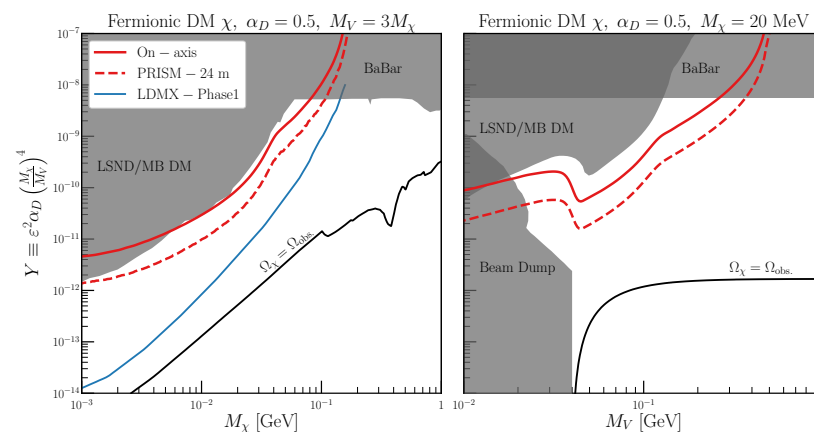 Fermionic DM χ, α_D = 0.5, M_V = 3M_χ
On − axis
PRISM − 24 m
LDMX − Phase1
BaBar
LSND/MB DM
Ω_χ = Ω_obs.
Y ≡ ε²α_D (M_χ/M_V)⁴
10⁻⁷
10⁻⁸
10⁻⁹
10⁻¹⁰
10⁻¹¹
10⁻¹²
10⁻¹³
10⁻¹⁴
10⁻³
10⁻²
10⁻¹
1
M_χ [GeV]
Fermionic DM χ, α_D = 0.5, M_χ = 20 MeV
BaBar
LSND/MB DM
Beam Dump
Ω_χ = Ω_obs.
10⁻²
10⁻¹
M_V [GeV]